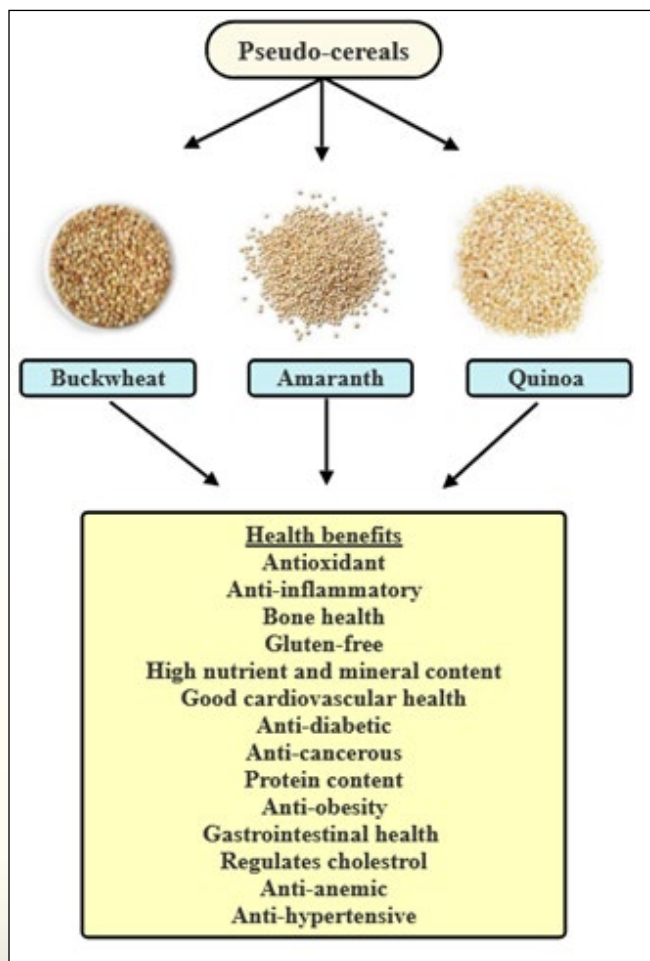 Pseudo-cereals
Buckwheat
Amaranth
Quinoa
Health benefits
Antioxidant
Anti-inflammatory
Bone health
Gluten-free
High nutrient and mineral content
Good cardiovascular health
Anti-diabetic
Anti-cancerous
Protein content
Anti-obesity
Gastrointestinal health
Regulates cholestrol
Anti-anemic
Anti-hypertensive